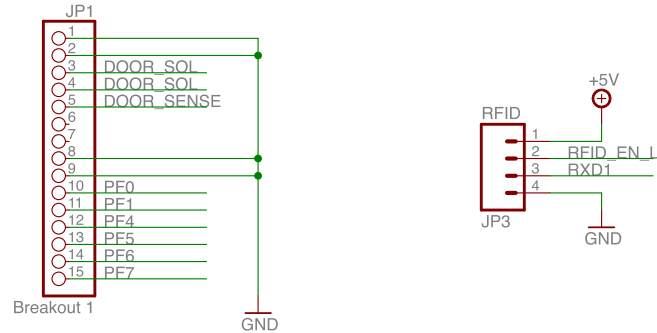 JP1
1
2
3 DOOR_SOL
4 DOOR_SOL
5 DOOR_SENSE
6
7
8
9
10 PF0
11 PF1
12 PF4
13 PF5
14 PF6
15 PF7
Breakout 1
GND
+5V
RFID
1
2 RFID_EN_L
3 RXD1
4
JP3
GND